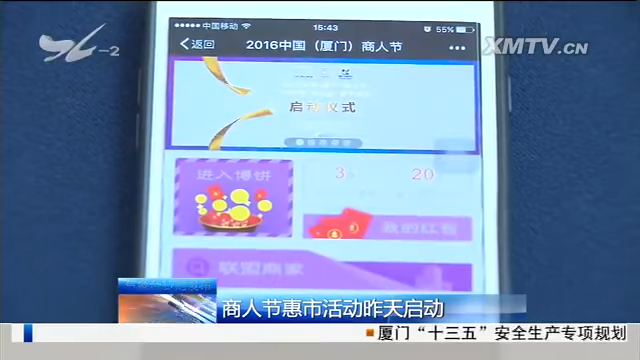 -2
XMTV.CN
中国移动 15:43 55%
返回 2016中国（厦门）商人节
启动仪式
进入博饼 3 20
我的红包
联盟商家
商人节惠市活动昨天启动
厦门“十三五”安全生产专项规划